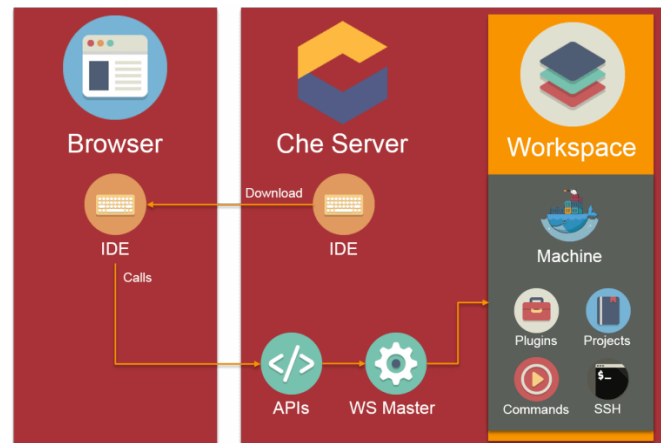 Browser
Che Server
Workspace
IDE
Download
IDE
Calls
APIs
WS Master
Machine
Plugins
Projects
$_
Commands
SSH